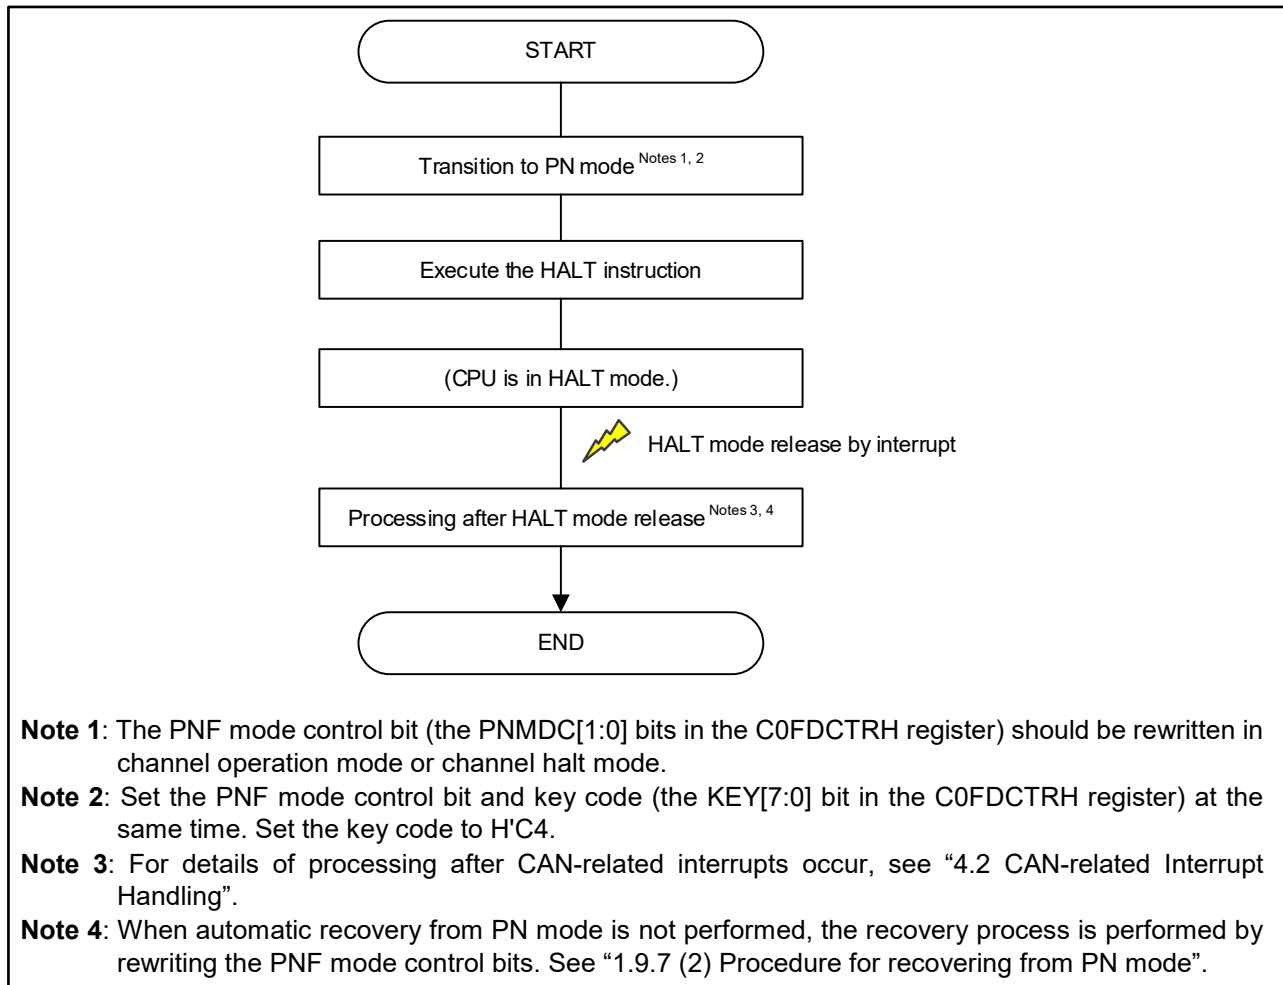 START
Transition to PN mode Notes 1, 2
Execute the HALT instruction
(CPU is in HALT mode.)
HALT mode release by interrupt
Processing after HALT mode release Notes 3, 4
END
Note 1: The PNF mode control bit (the PNMDC[1:0] bits in the C0FDCTRH register) should be rewritten in
channel operation mode or channel halt mode.
Note 2: Set the PNF mode control bit and key code (the KEY[7:0] bit in the C0FDCTRH register) at the
same time. Set the key code to H'C4.
Note 3: For details of processing after CAN-related interrupts occur, see “4.2 CAN-related Interrupt
Handling”.
Note 4: When automatic recovery from PN mode is not performed, the recovery process is performed by
rewriting the PNF mode control bits. See “1.9.7 (2) Procedure for recovering from PN mode”.